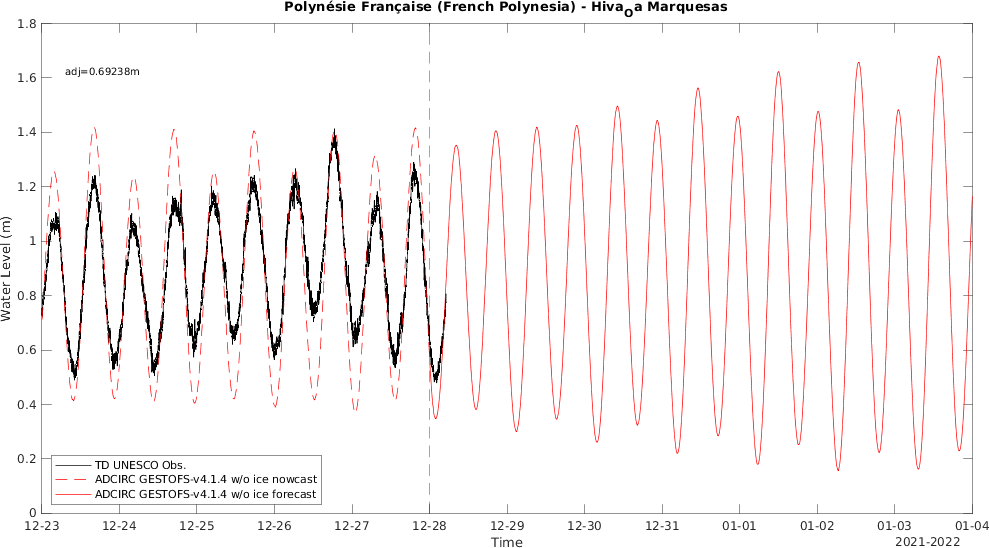 Polynésie Française (French Polynesia) - HivaOa Marquesas
1.8
adj=0.69238m
1.6
1.4
1.2
1
0.8
0.6
0.4
0.2
0
Water Level (m)
TD UNESCO Obs.
ADCIRC GESTOFS-v4.1.4 w/o ice nowcast
ADCIRC GESTOFS-v4.1.4 w/o ice forecast
12-23 12-24 12-25 12-26 12-27 12-28 12-29 12-30 12-31 01-01 01-02 01-03 01-04
Time
2021-2022